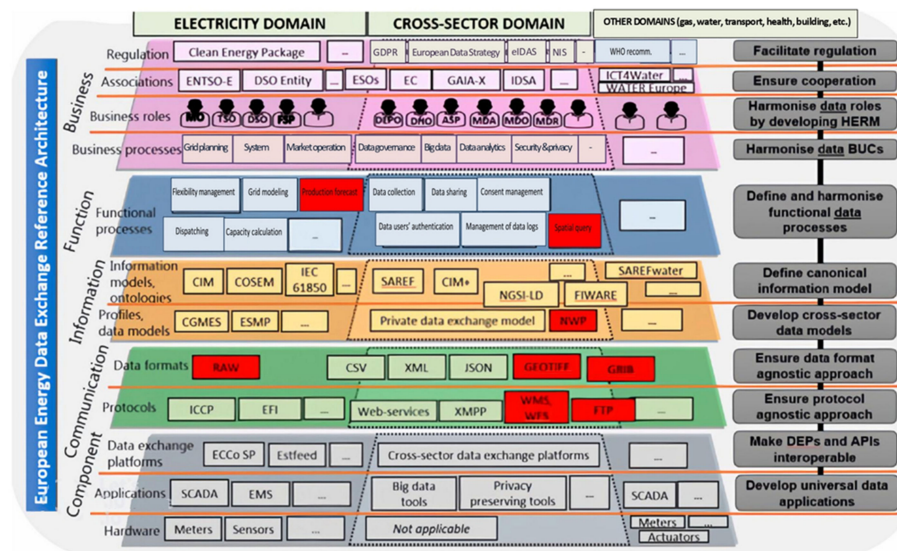 ELECTRICITY DOMAIN
CROSS-SECTOR DOMAIN
OTHER DOMAINS (gas, water, transport, health, building, etc.)
European Energy Data Exchange Reference Architecture
Business
Regulation
Clean Energy Package
...
GDPR
European Data Strategy
eIDAS
NIS
-
WHO recomm.
...
Facilitate regulation
Associations
ENTSO-E
DSO Entity
...
ESOs
EC
GAIA-X
IDSA
...
ICT4Water
...
WATER Europe
Ensure cooperation
Business roles
MO
TSO
DSO
FSP
DEPO
DHO
ASP
MDA
MDO
MDR
Harmonise data roles
by developing HERM
Business processes
Grid planning
System
Market operation
Data governance
Big data
Data analytics
Security & privacy
-
...
Harmonise data BUCs
Function
Functional
processes
Flexibility management
Grid modeling
Production forecast
Data collection
Data sharing
Consent management
Dispatching
Capacity calculation
...
Data users' authentication
Management of data logs
Spatial query
...
Define and harmonise
functional data
processes
Information
Information
models,
ontologies
CIM
COSEM
IEC
61850
...
SAREF
CIM+
...
NGSI-LD
FIWARE
SAREFwater
...
Define canonical
information model
Profiles,
data models
CGMES
ESMP
...
Private data exchange model
NWP
...
Develop cross-sector
data models
Communication
Data formats
RAW
CSV
XML
JSON
GEOTIFF
GRIB
Ensure data format
agnostic approach
Protocols
ICCP
EFI
...
Web-services
XMPP
WMS,
WFS
FTP
...
Ensure protocol
agnostic approach
Component
Data exchange
platforms
ECCo SP
Estfeed
...
Cross-sector data exchange platforms
...
Make DEPs and APIs
interoperable
Applications
SCADA
EMS
...
Big data
tools
Privacy
preserving tools
...
SCADA
...
Develop universal data
applications
Hardware
Meters
Sensors
...
Not applicable
Meters
...
Actuators